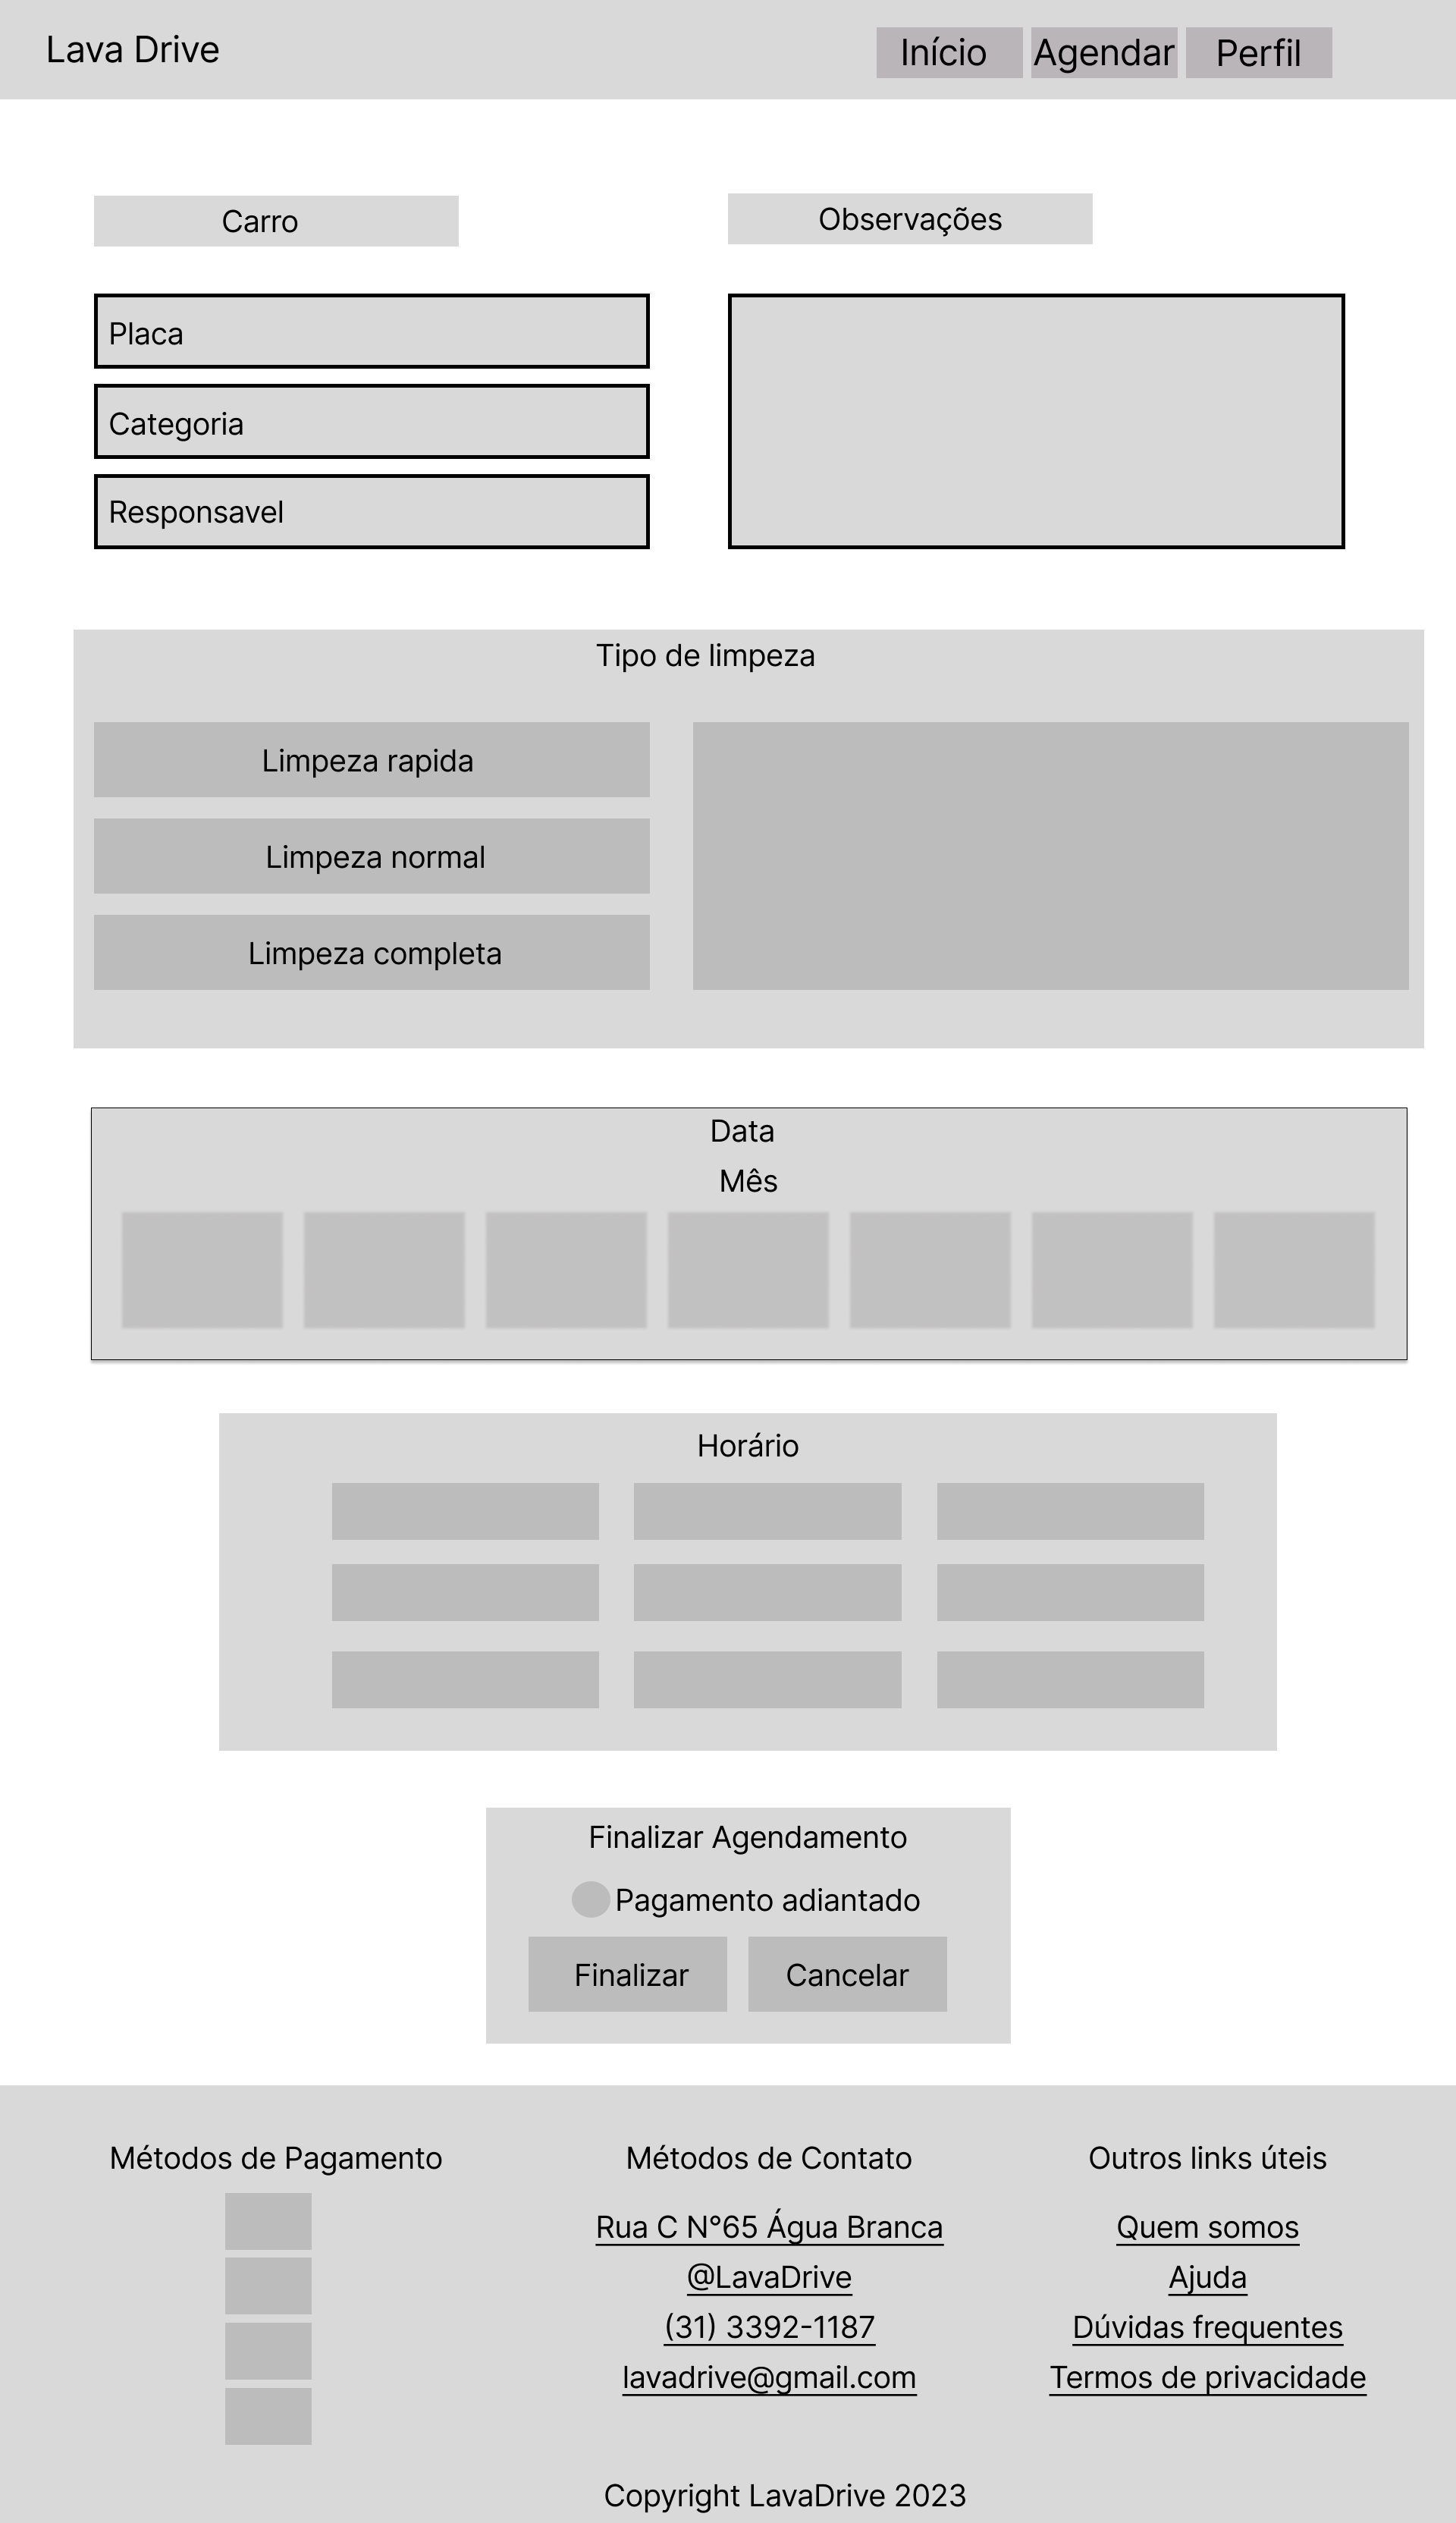 Lava Drive
Início
Agendar
Perfil
Carro
Observações
Placa
Categoria
Responsavel
Tipo de limpeza
Limpeza rapida
Limpeza normal
Limpeza completa
Data
Mês
Horário
Finalizar Agendamento
Pagamento adiantado
Finalizar
Cancelar
Métodos de Pagamento
Métodos de Contato
Rua C N°65 Água Branca
@LavaDrive
(31) 3392-1187
lavadrive@gmail.com
Outros links úteis
Quem somos
Ajuda
Dúvidas frequentes
Termos de privacidade
Copyright LavaDrive 2023